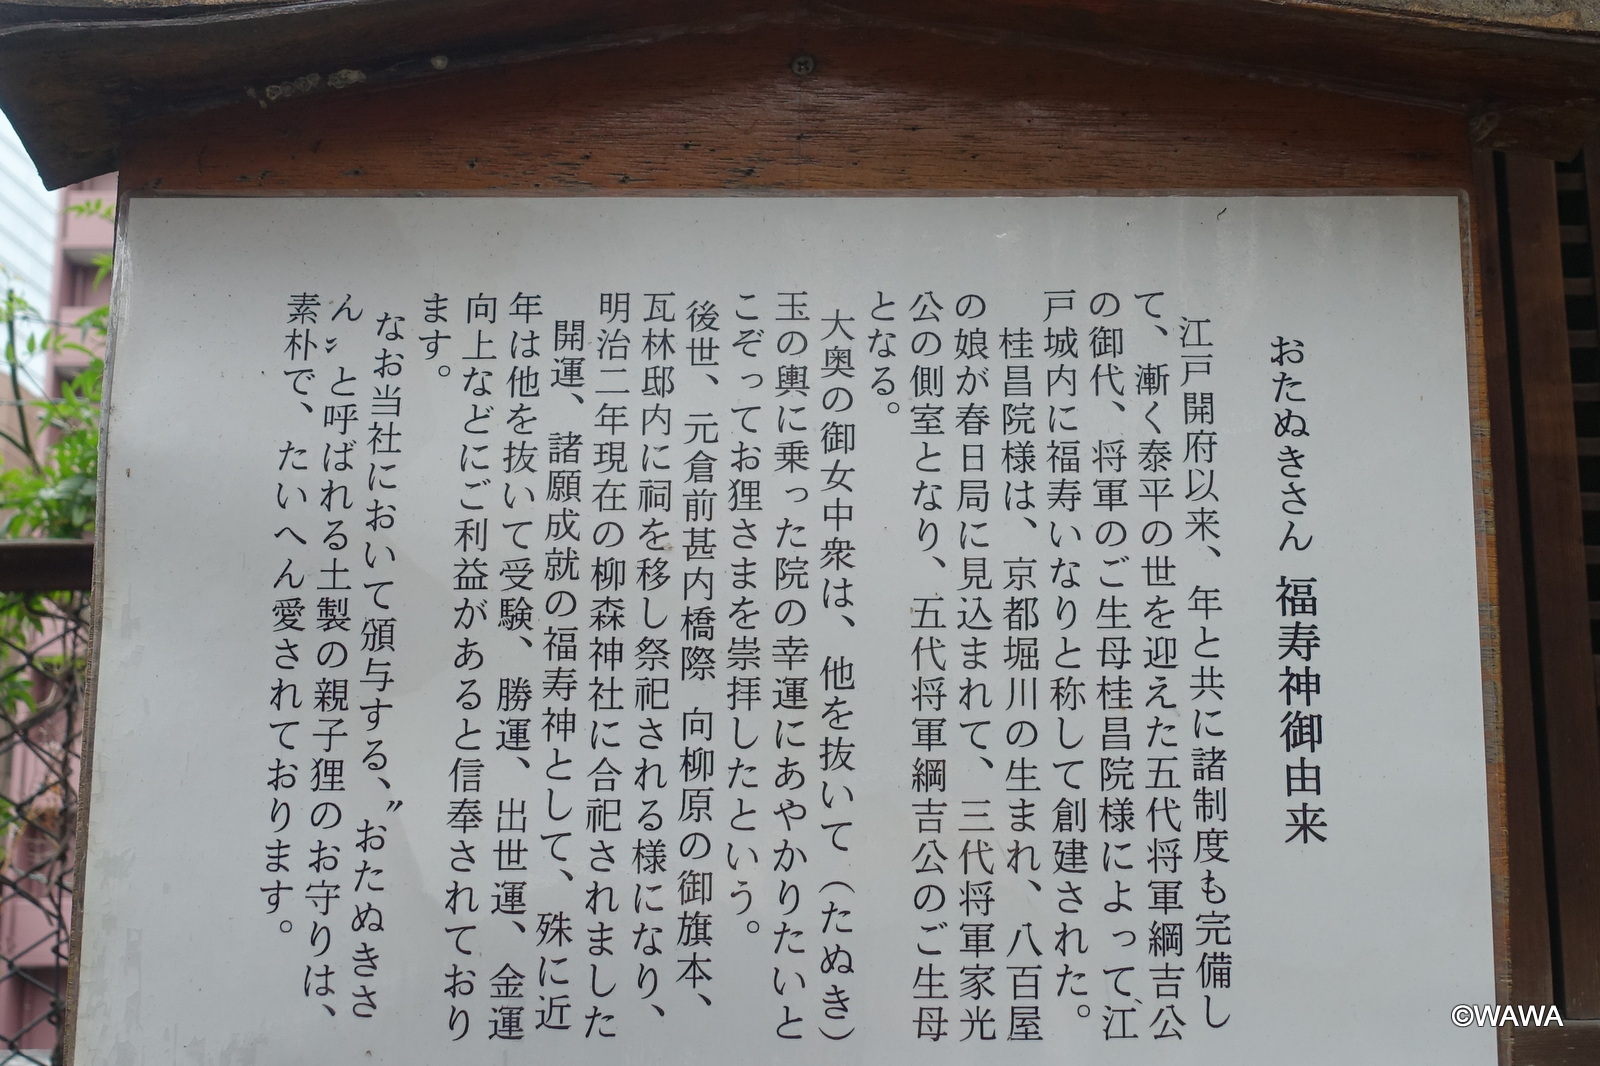 おたぬきさん 福寿神御由来
江戸開府以来、年と共に諸制度も完備し
て、漸く泰平の世を迎えた五代将軍綱吉公
の御代、将軍のご生母桂昌院様によって、江
戸城内に福寿いなりと称して創建された。
桂昌院様は、京都堀川の生まれ、八百屋
の娘が春日局に見込まれて、三代将軍家光
公の側室となり、五代将軍綱吉公のご生母
となる。
大奥の御女中衆は、他を抜いて（たぬき）
玉の輿に乗った院の幸運にあやかりたいと
こぞってお狸さまを崇拝したという。
後世、元倉前甚内橋際 向柳原の御旗本、
瓦林邸内に祠を移し祭祀される様になり、
明治二年現在の柳森神社に合祀されました
開運、諸願成就の福寿神として、殊に近
年は他を抜いて受験、勝運、出世運、金運
向上などにご利益があると信奉されており
ます。
なお当社において頒与する、〝おたぬきさ
ん〟と呼ばれる土製の親子狸のお守りは、
素朴で、たいへん愛されております。
©WAWA